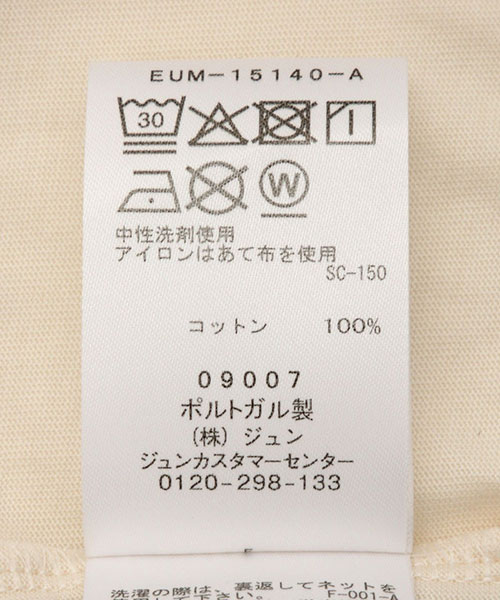 EUM-15140-A
30
W
中性洗剤使用
アイロンはあて布を使用
SC-150
コットン 100%
09007
ポルトガル製
(株) ジュン
ジュンカスタマーセンター
0120-298-133
洗濯の際は、裏返してネットを
F-001-A